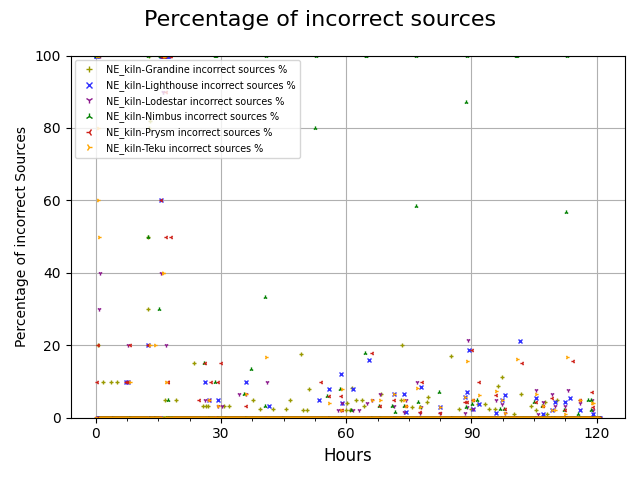 Percentage of incorrect sources
Percentage of incorrect Sources
100
80
60
40
20
0
NE_kiln-Grandine incorrect sources %
NE_kiln-Lighthouse incorrect sources %
NE_kiln-Lodestar incorrect sources %
NE_kiln-Nimbus incorrect sources %
NE_kiln-Prysm incorrect sources %
NE_kiln-Teku incorrect sources %
0 30 60 90 120
Hours